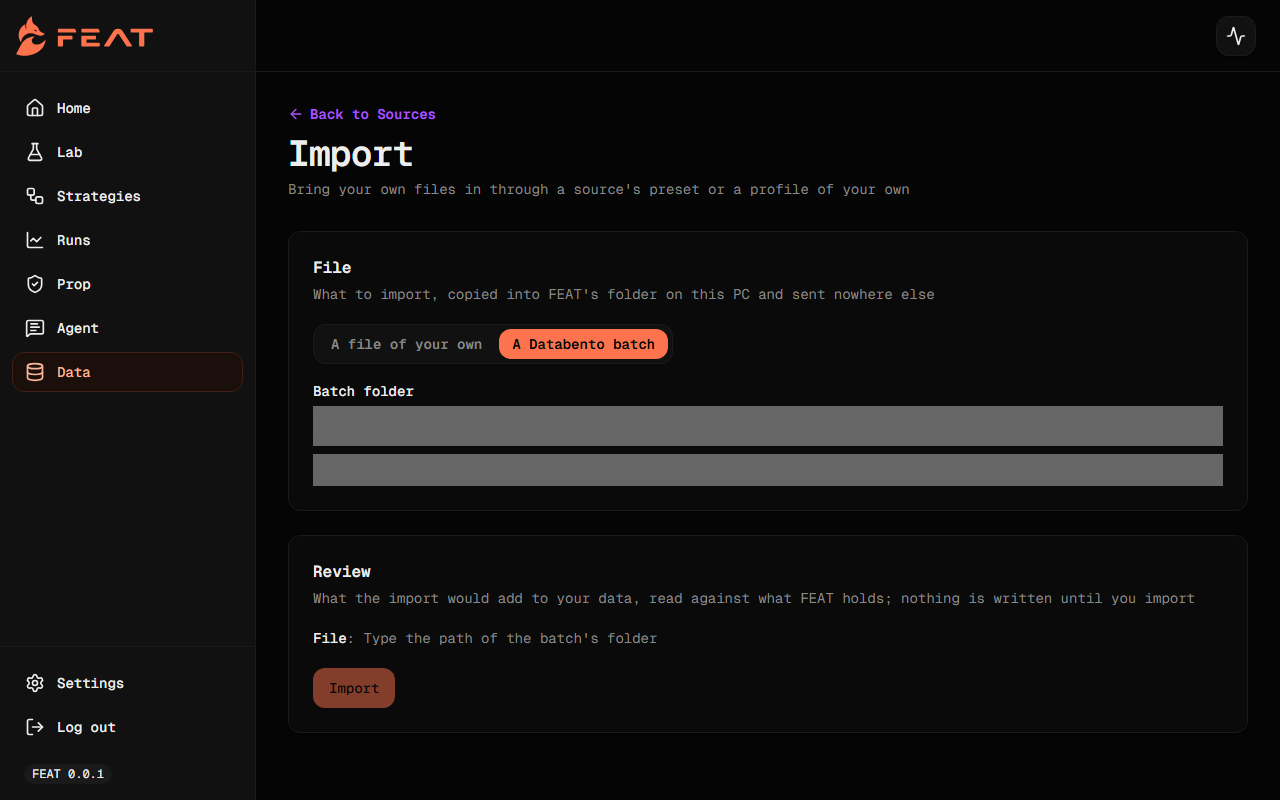 FEAT
Home
Lab
Strategies
Runs
Prop
Agent
Data
Settings
Log out
FEAT 0.0.1
Back to Sources
Import
Bring your own files in through a source's preset or a profile of your own
File
What to import, copied into FEAT's folder on this PC and sent nowhere else
A file of your own
A Databento batch
Batch folder
Review
What the import would add to your data, read against what FEAT holds; nothing is written until you import
File: Type the path of the batch's folder
Import